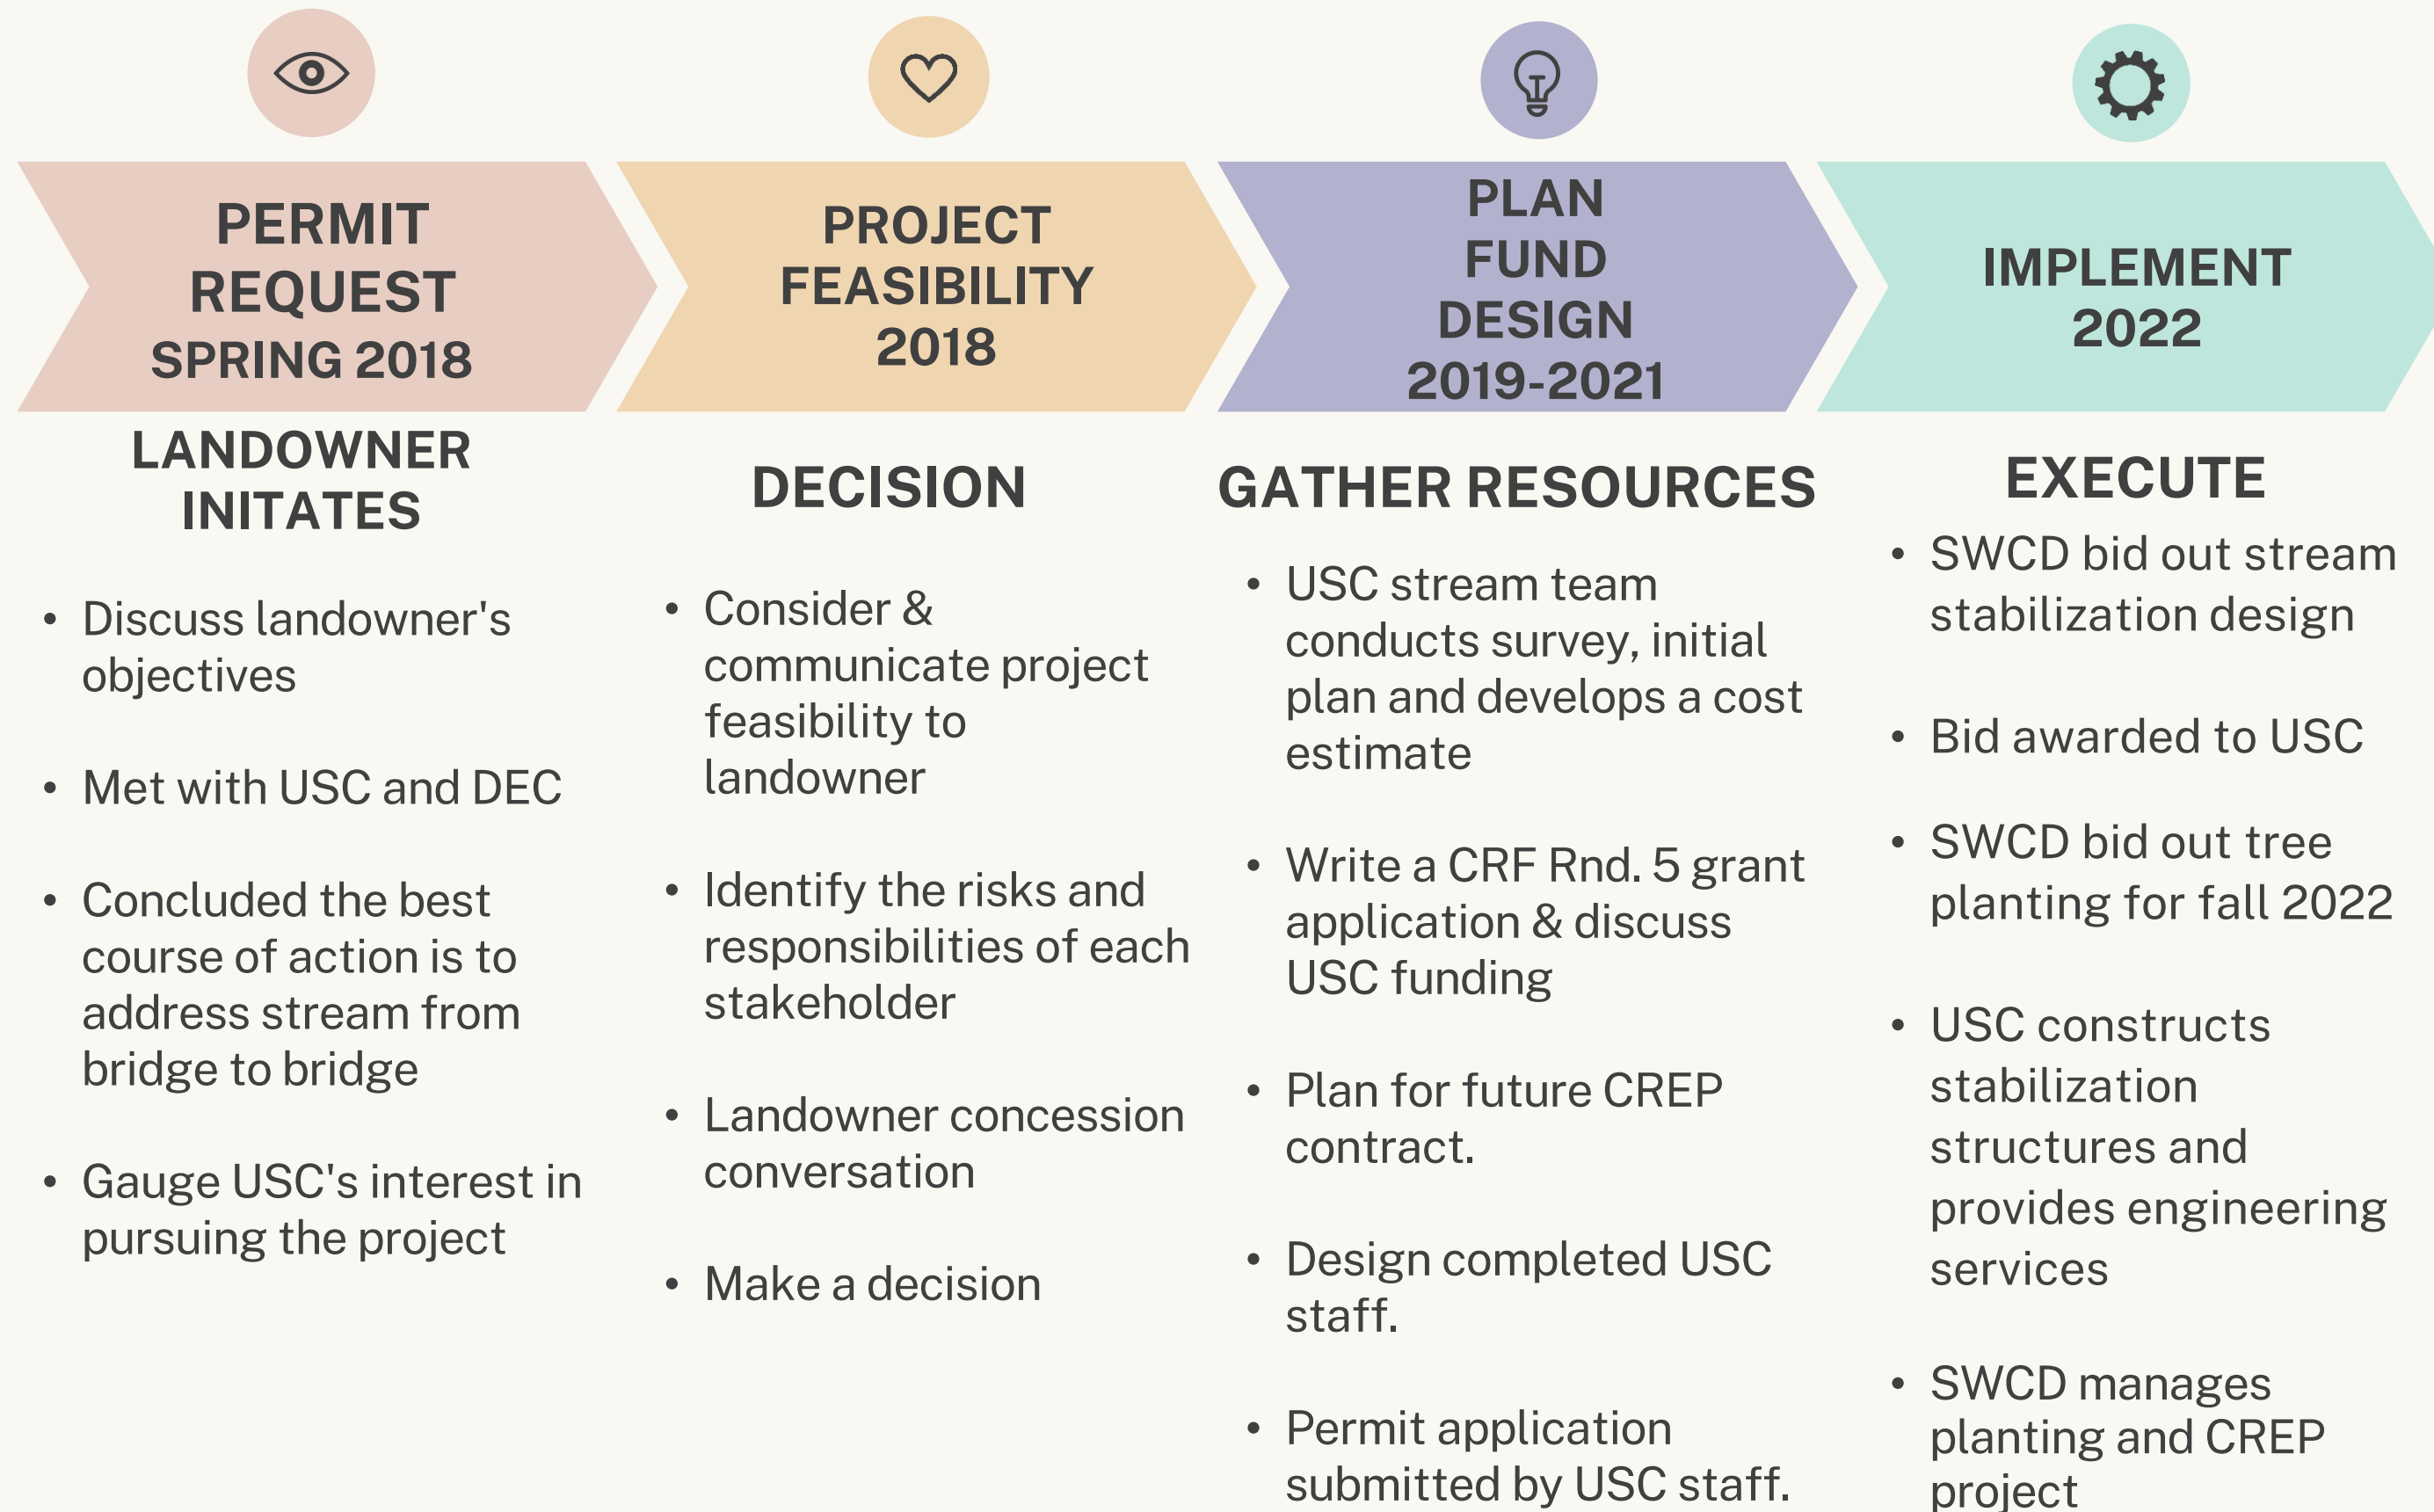 PERMIT
REQUEST
SPRING 2018
LANDOWNER
INITATES
• Discuss landowner's
objectives
• Met with USC and DEC
• Concluded the best
course of action is to
address stream from
bridge to bridge
• Gauge USC's interest in
pursuing the project
PROJECT
FEASIBILITY
2018
DECISION
• Consider &
communicate project
feasibility to
landowner
• Identify the risks and
responsibilities of each
stakeholder
• Landowner concession
conversation
• Make a decision
PLAN
FUND
DESIGN
2019-2021
GATHER RESOURCES
• USC stream team
conducts survey, initial
plan and develops a cost
estimate
• Write a CRF Rnd. 5 grant
application & discuss
USC funding
• Plan for future CREP
contract.
• Design completed USC
staff.
• Permit application
submitted by USC staff.
IMPLEMENT
2022
EXECUTE
• SWCD bid out stream
stabilization design
• Bid awarded to USC
• SWCD bid out tree
planting for fall 2022
• USC constructs
stabilization
structures and
provides engineering
services
• SWCD manages
planting and CREP
project